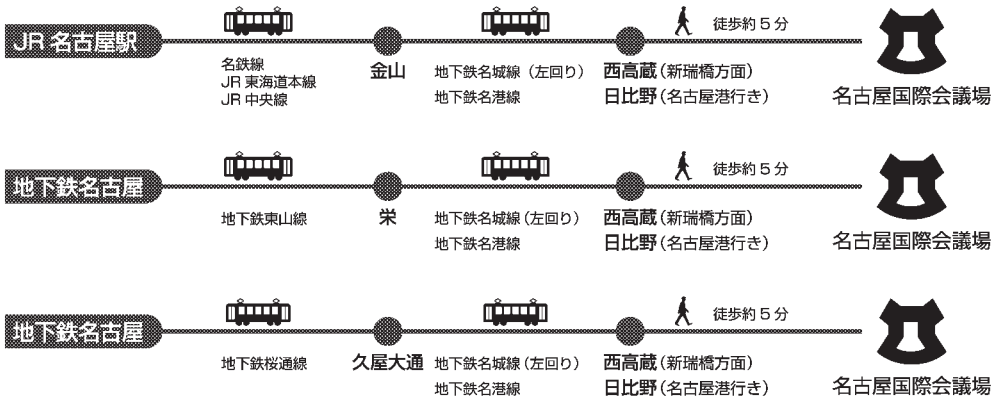 JR 名古屋駅
名鉄線
JR 東海道本線
JR 中央線
金山
地下鉄名城線（左回り）
地下鉄名港線
西高蔵（新瑞橋方面）
日比野（名古屋港行き）
徒歩約５分
名古屋国際会議場
地下鉄名古屋
地下鉄東山線
栄
地下鉄名城線（左回り）
地下鉄名港線
西高蔵（新瑞橋方面）
日比野（名古屋港行き）
徒歩約５分
名古屋国際会議場
地下鉄名古屋
地下鉄桜通線
久屋大通
地下鉄名城線（左回り）
地下鉄名港線
西高蔵（新瑞橋方面）
日比野（名古屋港行き）
徒歩約５分
名古屋国際会議場